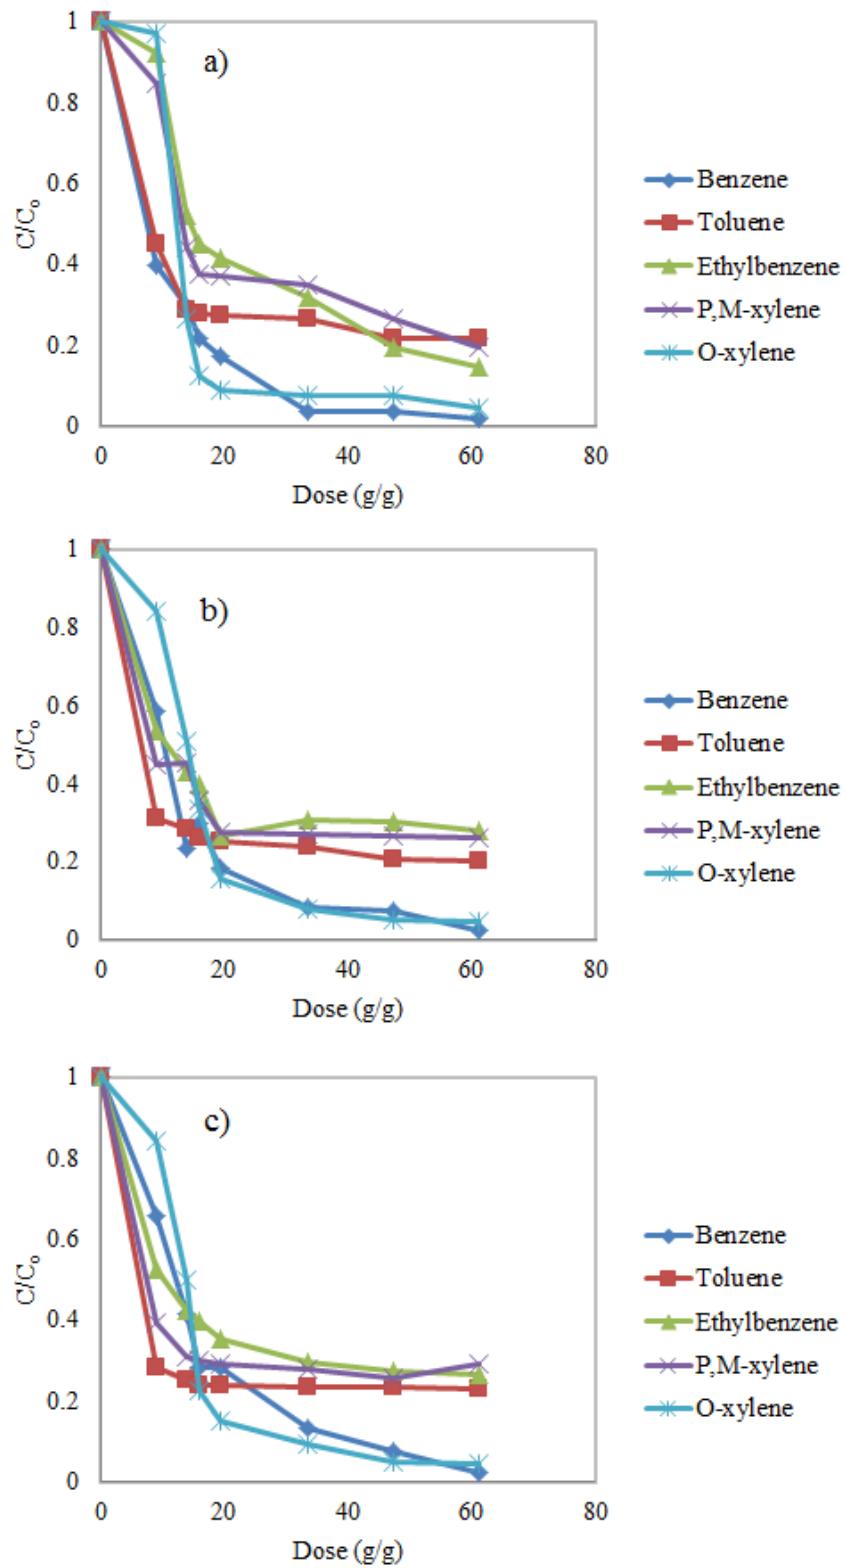 a)
1
0.8
0.6
0.4
0.2
0
C/Co
0 20 40 60 80
Dose (g/g)
Benzene
Toluene
Ethylbenzene
P,M-xylene
O-xylene
b)
1
0.8
0.6
0.4
0.2
0
C/Co
0 20 40 60 80
Dose (g/g)
Benzene
Toluene
Ethylbenzene
P,M-xylene
O-xylene
c)
1
0.8
0.6
0.4
0.2
0
C/Co
0 20 40 60 80
Dose (g/g)
Benzene
Toluene
Ethylbenzene
P,M-xylene
O-xylene